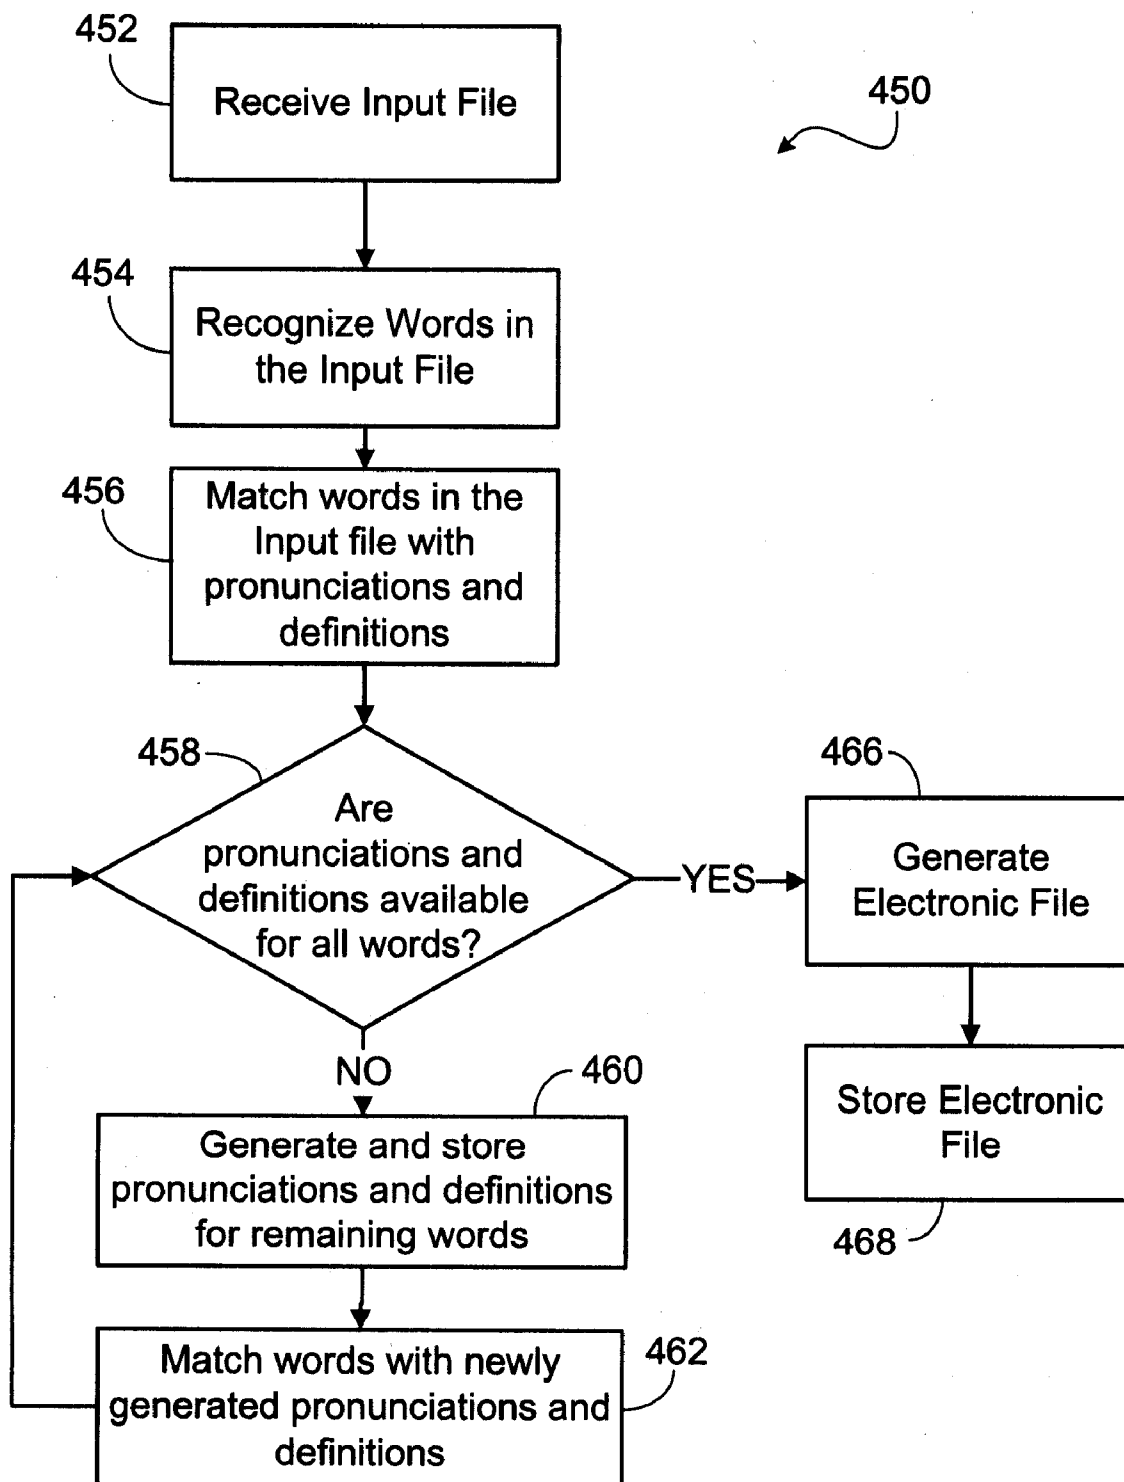 452
Receive Input File
450
454
Recognize Words in
the Input File
456
Match words in the
Input file with
pronunciations and
definitions
458
Are
pronunciations and
definitions available
for all words?
YES
466
Generate
Electronic File
Store Electronic
File
468
NO
460
Generate and store
pronunciations and definitions
for remaining words
462
Match words with newly
generated pronunciations and
definitions